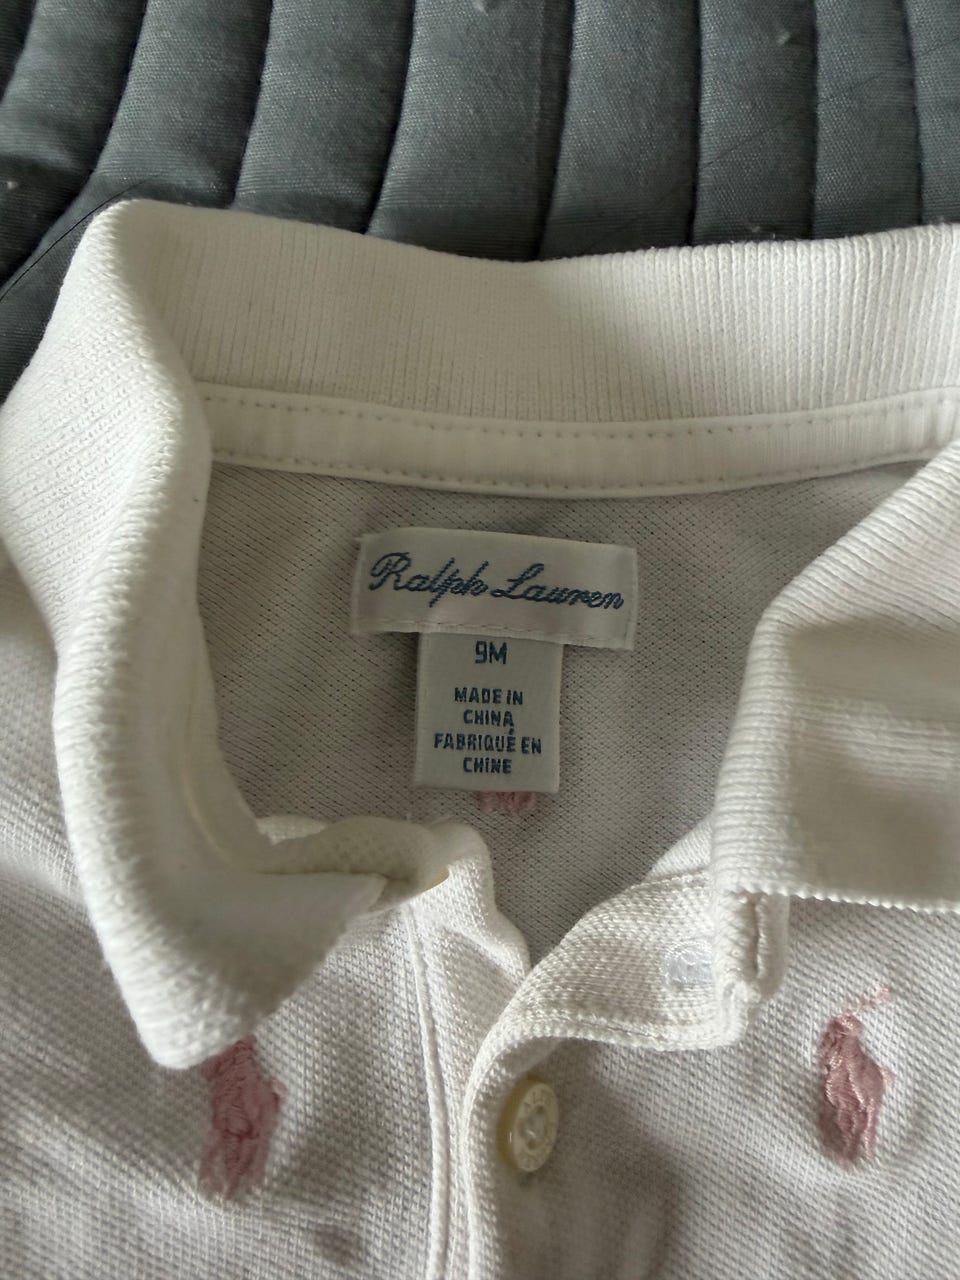 Ralph Lauren
9M
MADE IN
CHINA
FABRIQUÉ EN
CHINE